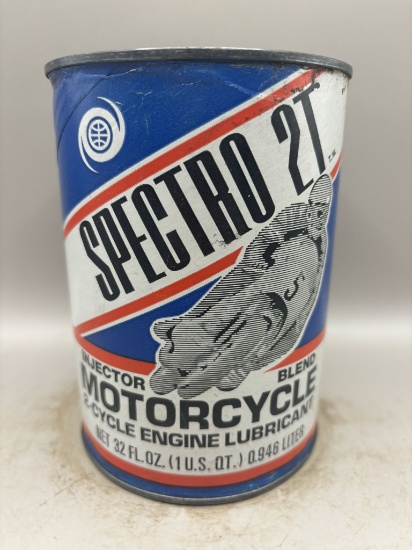 SPECTRO 2T
T.M.
S
INJECTOR BLEND
MOTORCYCLE
2-CYCLE ENGINE LUBRICANT
NET 32 FL. OZ. (1 U.S. QT.) 0.946 LITER